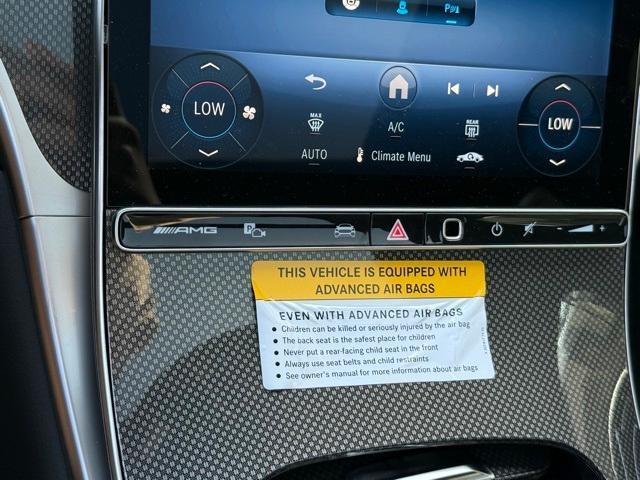 LOW
MAX
AUTO
A/C
Climate Menu
REAR
LOW
AMG
P
THIS VEHICLE IS EQUIPPED WITH
ADVANCED AIR BAGS
EVEN WITH ADVANCED AIR BAGS
• Children can be killed or seriously injured by the air bag
• The back seat is the safest place for children
• Never put a rear-facing child seat in the front
• Always use seat belts and child restraints
• See owner's manual for more information about air bags